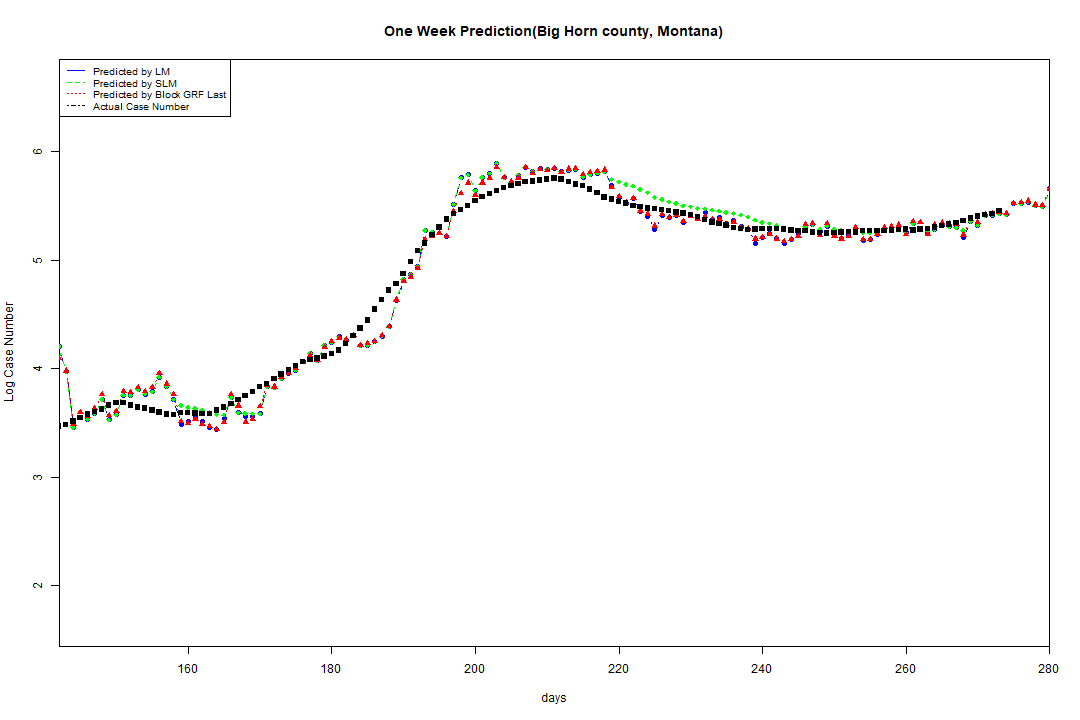 One Week Prediction(Big Horn county, Montana)
Predicted by LM
Predicted by SLM
Predicted by Block GRF Last
Actual Case Number
6
5
4
3
2
Log Case Number
160 180 200 220 240 260 280
days